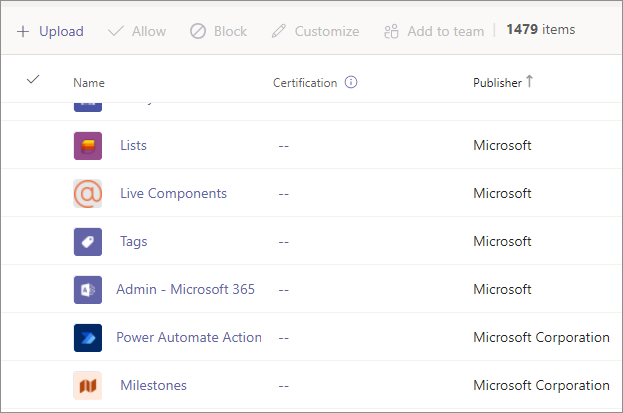 + Upload Allow Block Customize Add to team 1479 items
Name Certification Publisher ↑
Lists -- Microsoft
Live Components -- Microsoft
Tags -- Microsoft
Admin - Microsoft 365 -- Microsoft
Power Automate Action -- Microsoft Corporation
Milestones -- Microsoft Corporation